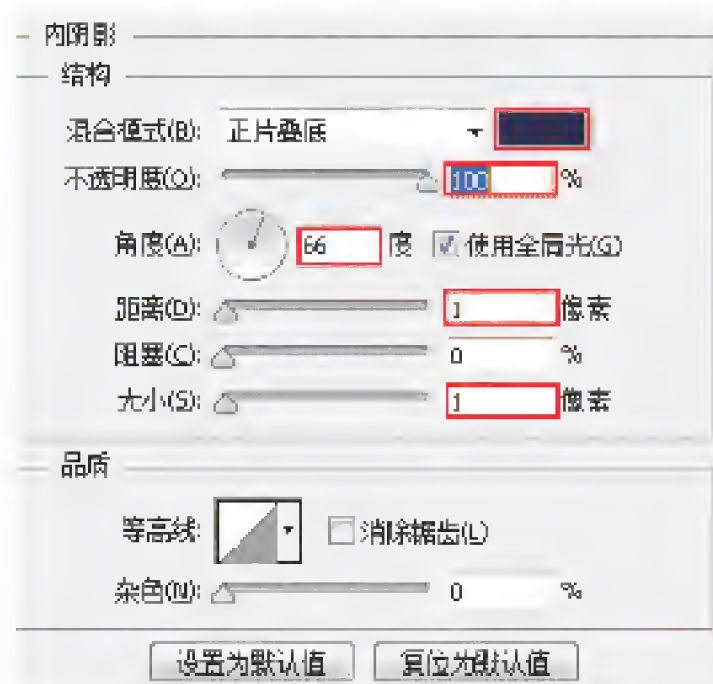 内阴影
结构
混合模式(B): 正片叠底
不透明度(O): 100 %
角度(A): 66 度 使用全局光(G)
距离(D): 1 像素
阻塞(C): 0 %
大小(S): 1 像素
品质
等高线: 消除锯齿(L)
杂色(N): 0 %
设置为默认值 复位为默认值